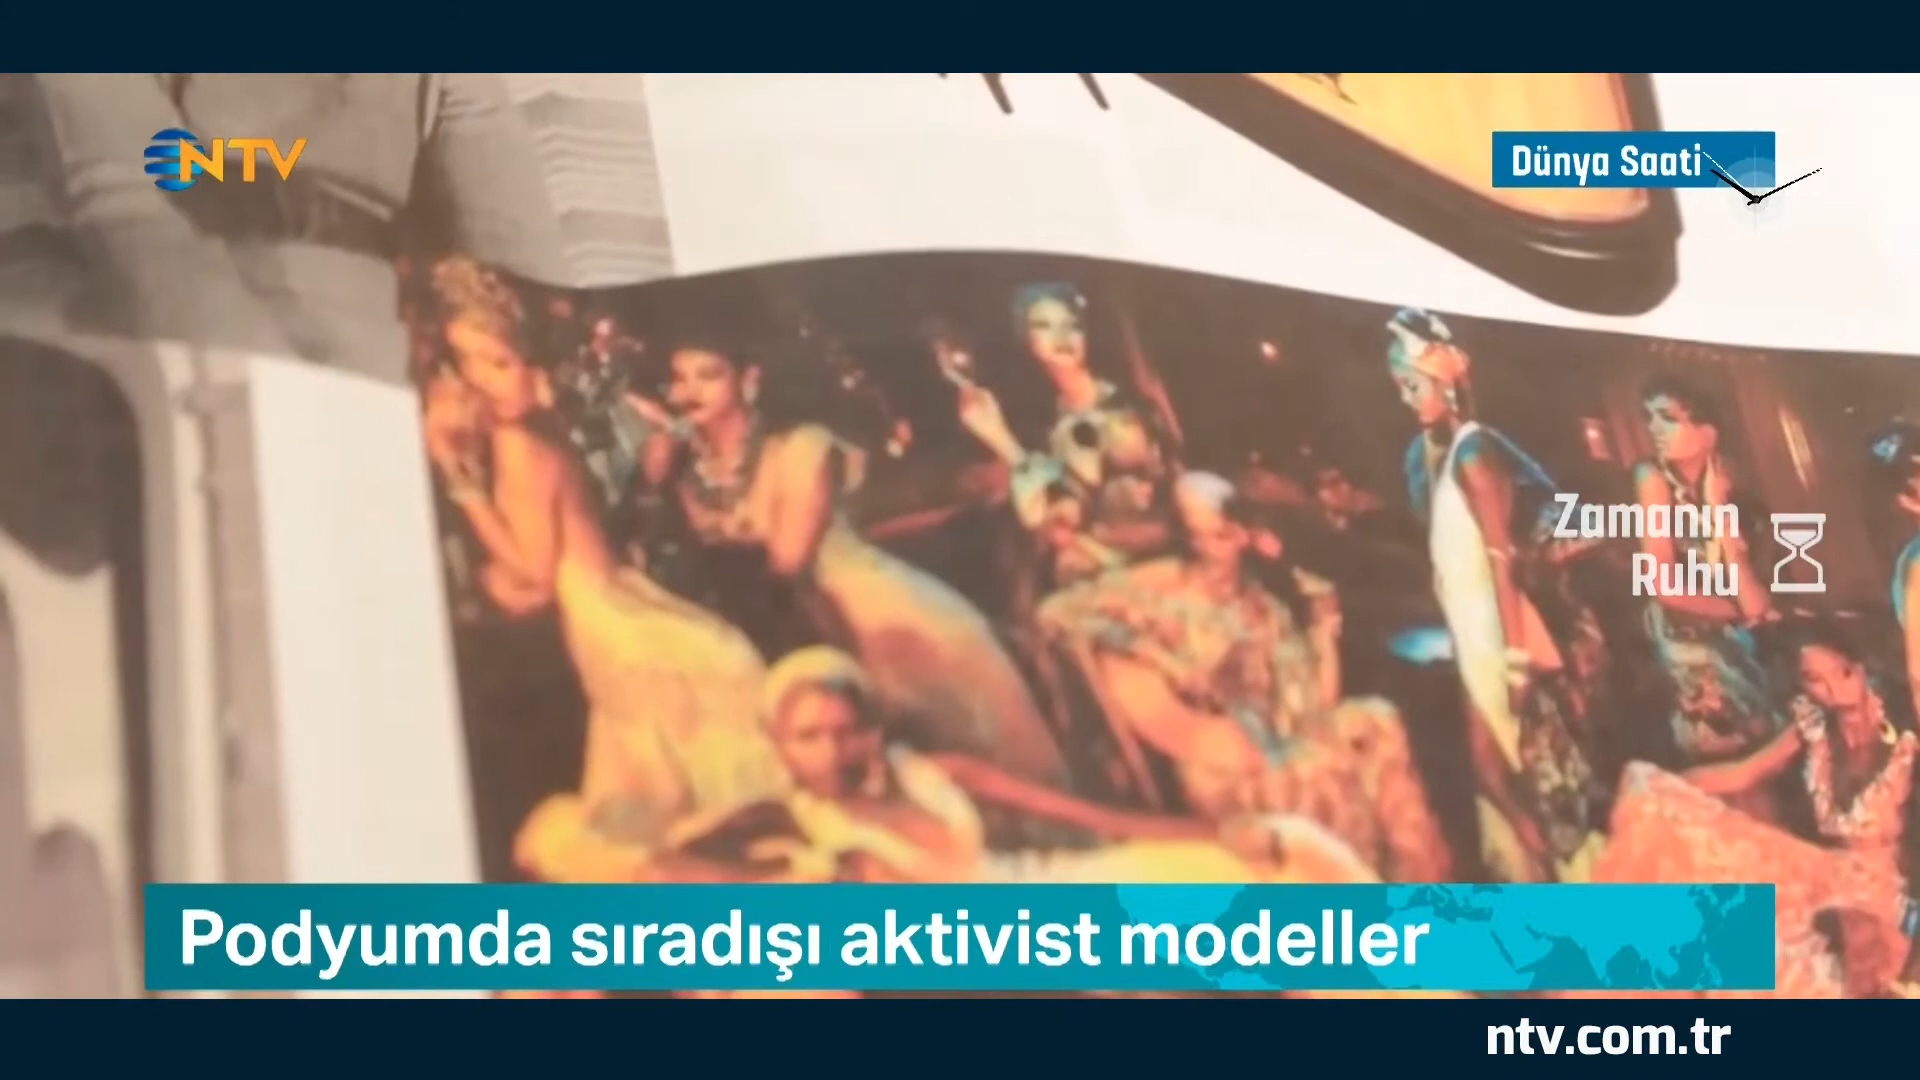 NTV
Dünya Saati
Zamanın
Ruhu
Podyumda sıradışı aktivist modeller
ntv.com.tr